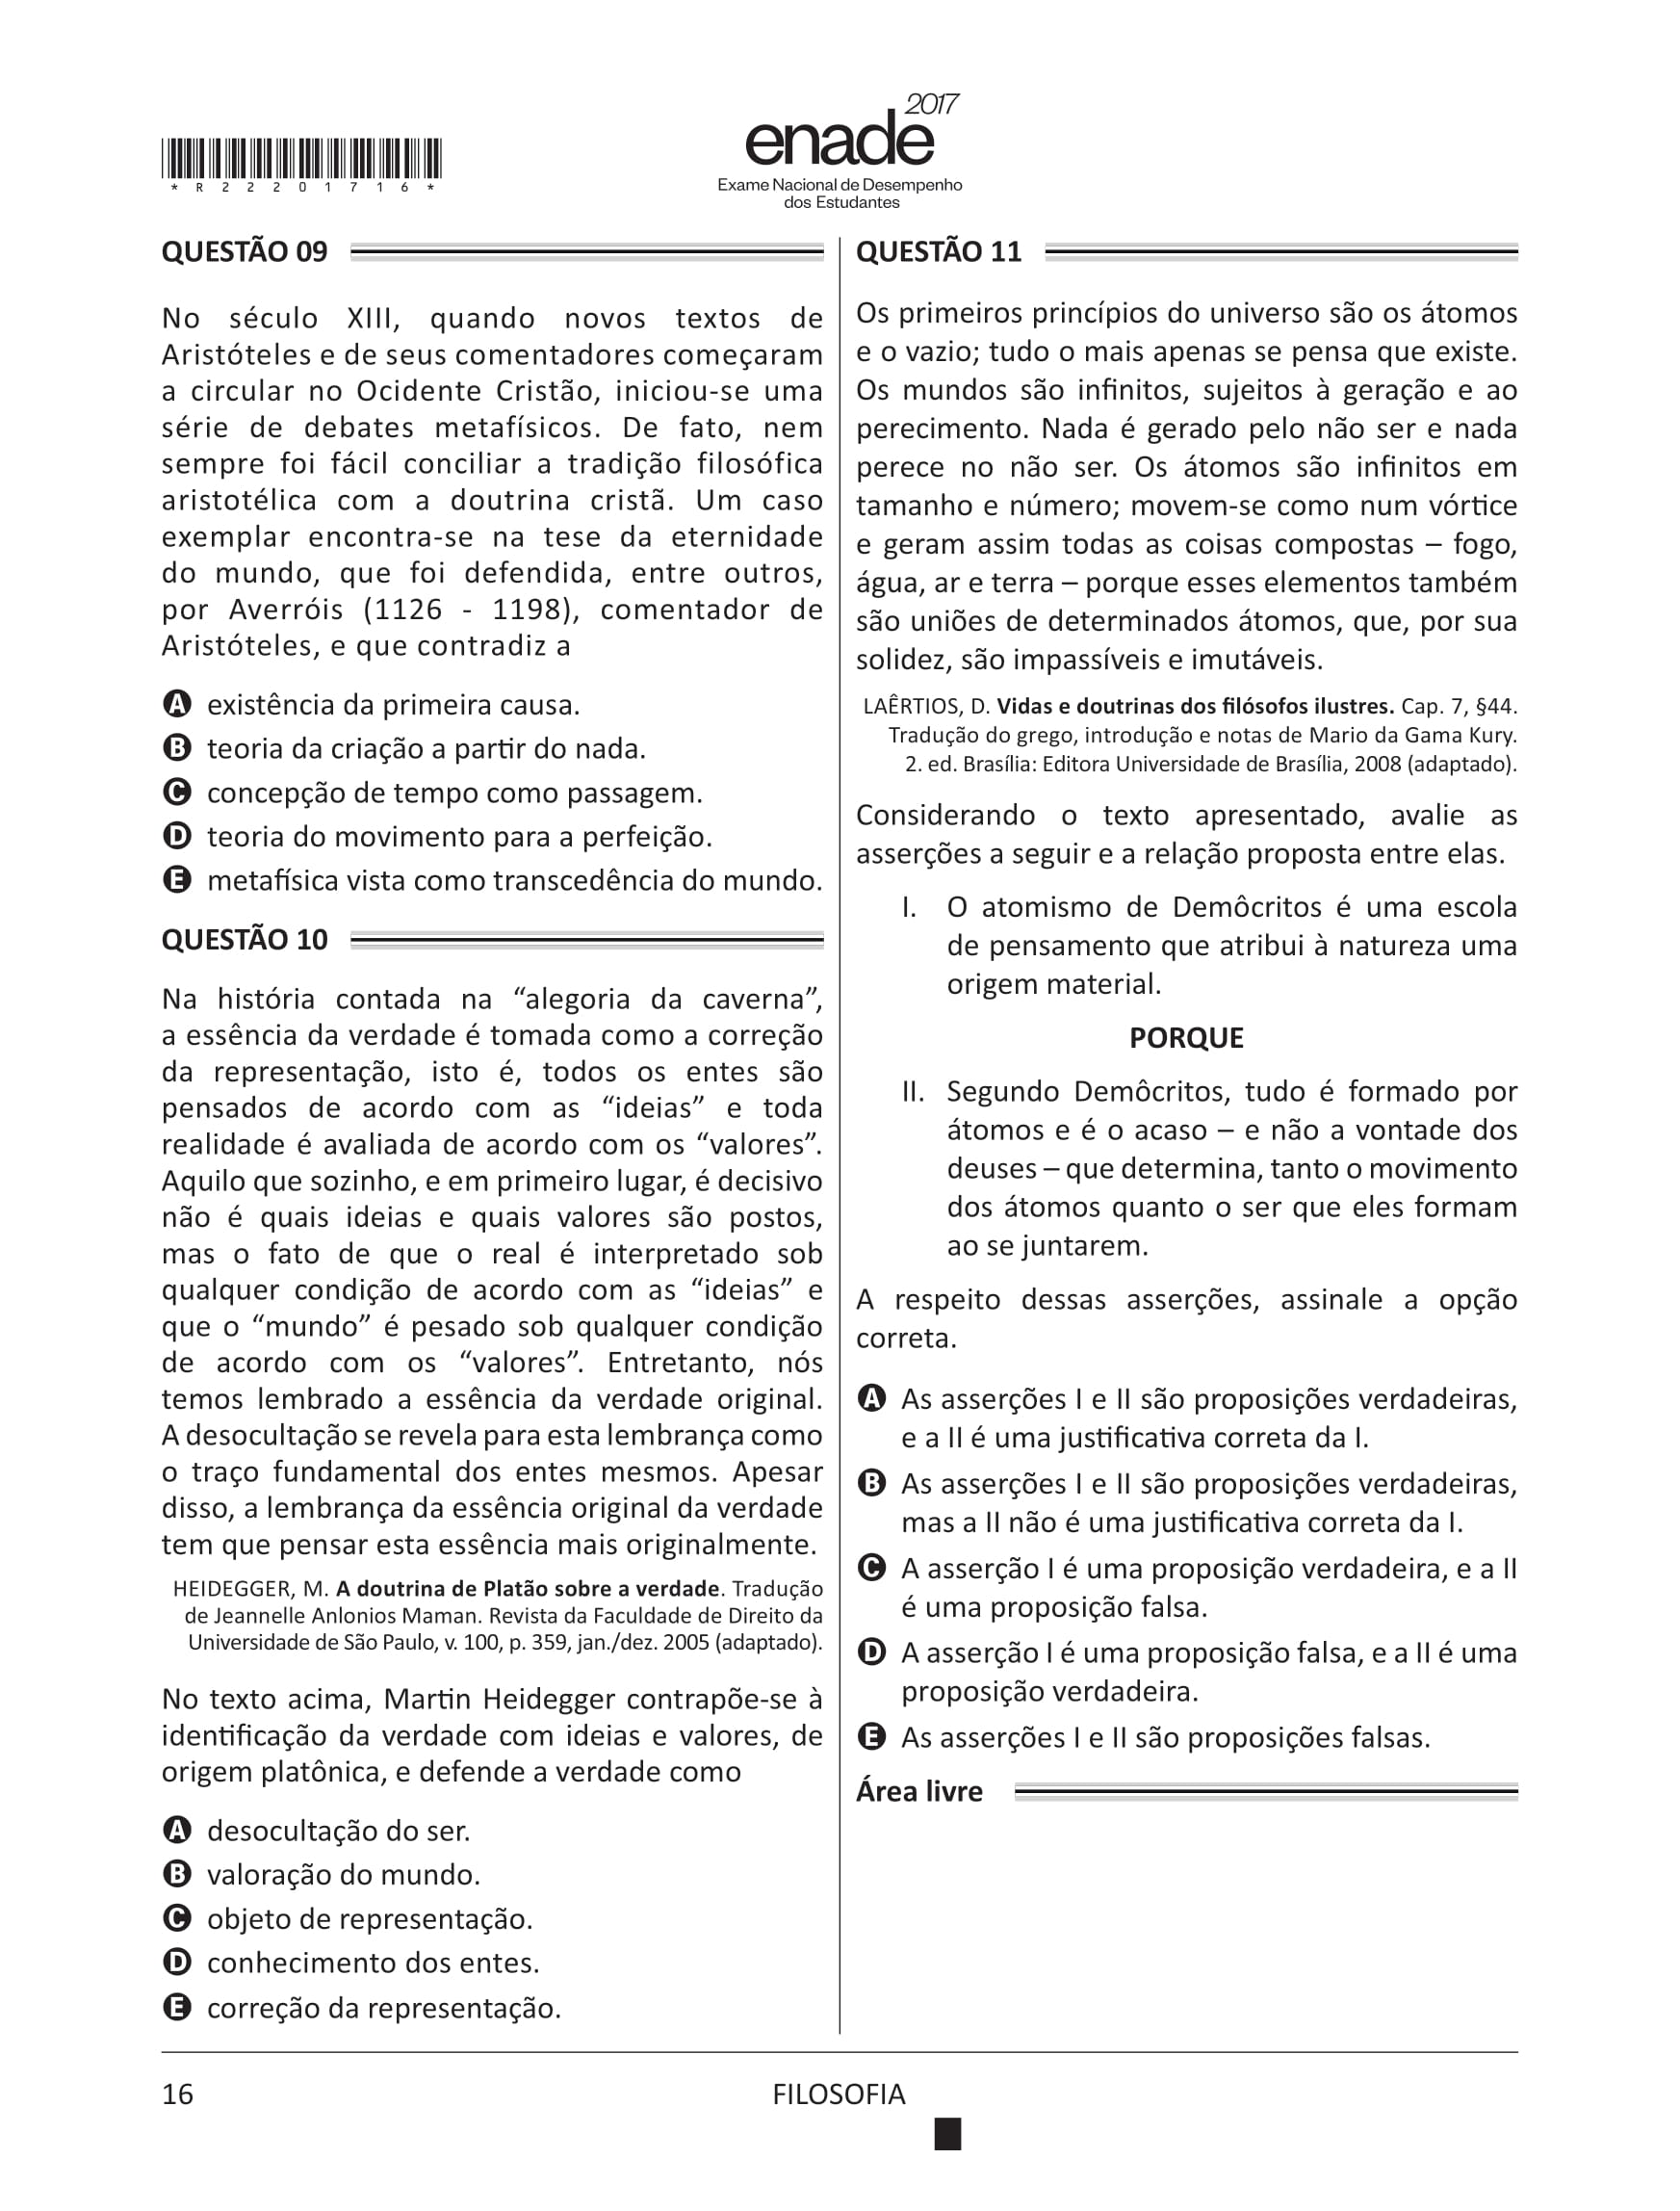 *R22201716*
2017
enade
Exame Nacional de Desempenho
dos Estudantes
QUESTÃO 09
No século XIII, quando novos textos de
Aristóteles e de seus comentadores começaram
a circular no Ocidente Cristão, iniciou-se uma
série de debates metafísicos. De fato, nem
sempre foi fácil conciliar a tradição filosófica
aristotélica com a doutrina cristã. Um caso
exemplar encontra-se na tese da eternidade
do mundo, que foi defendida, entre outros,
por Averróis (1126 - 1198), comentador de
Aristóteles, e que contradiz a
A existência da primeira causa.
B teoria da criação a partir do nada.
C concepção de tempo como passagem.
D teoria do movimento para a perfeição.
E metafísica vista como transcedência do mundo.
QUESTÃO 10
Na história contada na “alegoria da caverna”,
a essência da verdade é tomada como a correção
da representação, isto é, todos os entes são
pensados de acordo com as “ideias” e toda
realidade é avaliada de acordo com os “valores”.
Aquilo que sozinho, e em primeiro lugar, é decisivo
não é quais ideias e quais valores são postos,
mas o fato de que o real é interpretado sob
qualquer condição de acordo com as “ideias” e
que o “mundo” é pesado sob qualquer condição
de acordo com os “valores”. Entretanto, nós
temos lembrado a essência da verdade original.
A desocultação se revela para esta lembrança como
o traço fundamental dos entes mesmos. Apesar
disso, a lembrança da essência original da verdade
tem que pensar esta essência mais originalmente.
HEIDEGGER, M. A doutrina de Platão sobre a verdade. Tradução
de Jeannelle Anlonios Maman. Revista da Faculdade de Direito da
Universidade de São Paulo, v. 100, p. 359, jan./dez. 2005 (adaptado).
No texto acima, Martin Heidegger contrapõe-se à
identificação da verdade com ideias e valores, de
origem platônica, e defende a verdade como
A desocultação do ser.
B valoração do mundo.
C objeto de representação.
D conhecimento dos entes.
E correção da representação.
QUESTÃO 11
Os primeiros princípios do universo são os átomos
e o vazio; tudo o mais apenas se pensa que existe.
Os mundos são infinitos, sujeitos à geração e ao
perecimento. Nada é gerado pelo não ser e nada
perece no não ser. Os átomos são infinitos em
tamanho e número; movem-se como num vórtice
e geram assim todas as coisas compostas – fogo,
água, ar e terra – porque esses elementos também
são uniões de determinados átomos, que, por sua
solidez, são impassíveis e imutáveis.
LAÊRTIOS, D. Vidas e doutrinas dos filósofos ilustres. Cap. 7, §44.
Tradução do grego, introdução e notas de Mario da Gama Kury.
2. ed. Brasília: Editora Universidade de Brasília, 2008 (adaptado).
Considerando o texto apresentado, avalie as
asserções a seguir e a relação proposta entre elas.
I. O atomismo de Demôcritos é uma escola
de pensamento que atribui à natureza uma
origem material.
PORQUE
II. Segundo Demôcritos, tudo é formado por
átomos e é o acaso – e não a vontade dos
deuses – que determina, tanto o movimento
dos átomos quanto o ser que eles formam
ao se juntarem.
A respeito dessas asserções, assinale a opção
correta.
A As asserções I e II são proposições verdadeiras,
e a II é uma justificativa correta da I.
B As asserções I e II são proposições verdadeiras,
mas a II não é uma justificativa correta da I.
C A asserção I é uma proposição verdadeira, e a II
é uma proposição falsa.
D A asserção I é uma proposição falsa, e a II é uma
proposição verdadeira.
E As asserções I e II são proposições falsas.
Área livre
16
FILOSOFIA